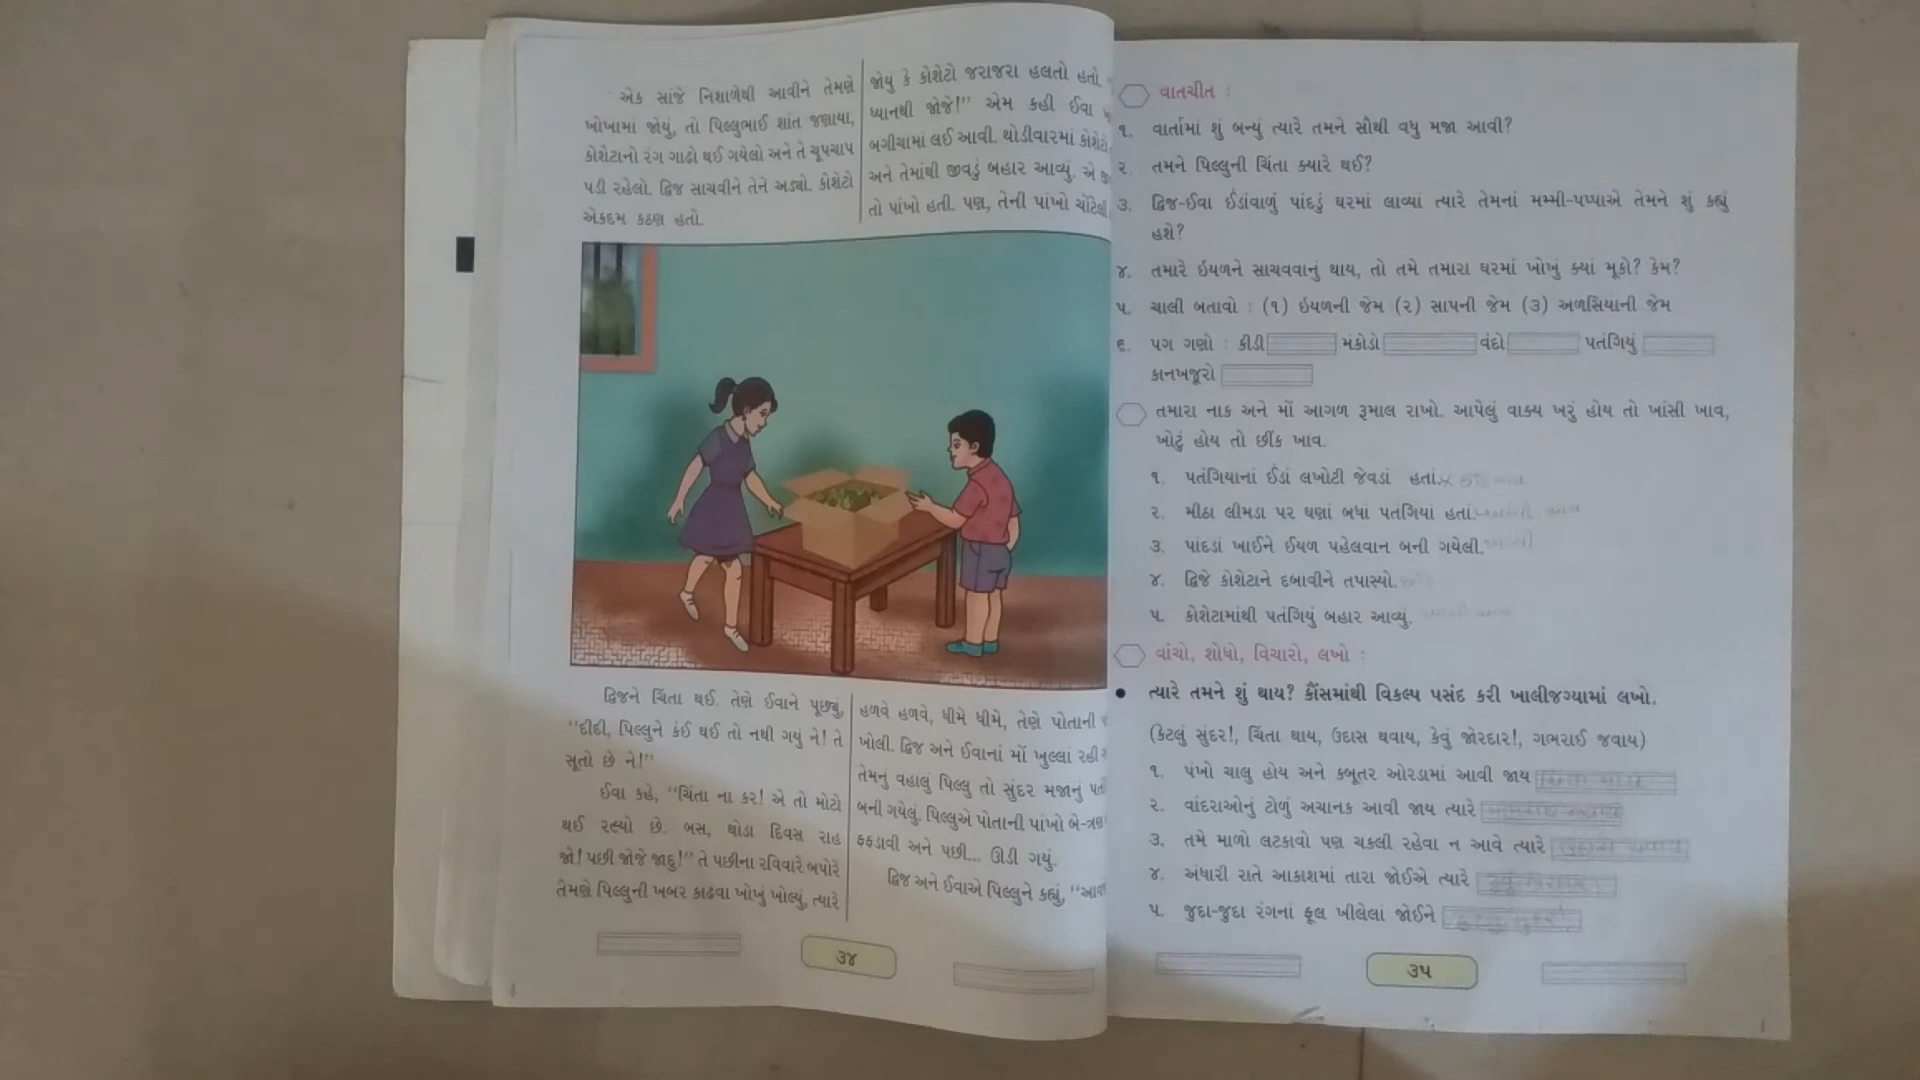 એક સાંજે નિશાળેથી આવીને તેમણે
ખોખામાં જોયું, તો પિલ્લુભાઈ શાંત જણાયા,
કોશેટાનો રંગ ગાઢો થઈ ગયેલો અને તે ચૂપચાપ
પડી રહેલો. દ્વિજ સાચવીને તેને અડ્યો. કોશેટો
એકદમ કઠણ હતો.
જોયું કે કોશેટો જરાજરા હલતો હતો.
ધ્યાનથી જોજે!” એમ કહી ઈવા
બગીચામાં લઈ આવી. થોડીવારમાં કોશેટો
અને તેમાંથી જીવડું બહાર આવ્યું. એ
તો પાંખો હતી. પણ, તેની પાંખો ચોંટેલી
દ્વિજને ચિંતા થઈ. તેણે ઈવાને પૂછ્યું,
“દીદી, પિલ્લુને કંઈ થઈ તો નથી ગયું ને! તે
સૂતો છે ને!”
ઈવા કહે, “ચિંતા ના કર! એ તો મોટો
થઈ રહ્યો છે. બસ, થોડા દિવસ રાહ
જો! પછી જોજે જાદુ!” તે પછીના રવિવારે બપોરે
તેમણે પિલ્લુની ખબર કાઢવા ખોખું ખોલ્યું, ત્યારે
હળવે હળવે, ધીમે ધીમે, તેણે પોતાની
ખોલી. દ્વિજ અને ઈવાનાં મોં ખુલ્લાં રહી
તેમનું વહાલું પિલ્લુ તો સુંદર મજાનું
બની ગયેલું. પિલ્લુએ પોતાની પાંખો બે-ત્રણ
ફફડાવી અને પછી... ઊડી ગયું.
દ્વિજ અને ઈવાએ પિલ્લુને કહ્યું,
૩૪
વાતચીત :
૧. વાર્તામાં શું બન્યું ત્યારે તમને સૌથી વધુ મજા આવી?
૨. તમને પિલ્લુની ચિંતા ક્યારે થઈ?
૩. દ્વિજ-ઈવા ઈંડાંવાળું પાંદડું ઘરમાં લાવ્યાં ત્યારે તેમનાં મમ્મી-પપ્પાએ તેમને શું કહ્યું
હશે?
૪. તમારે ઇયળને સાચવવાનું થાય, તો તમે તમારા ઘરમાં ખોખું ક્યાં મૂકો? કેમ?
૫. ચાલી બતાવો : (૧) ઇયળની જેમ (૨) સાપની જેમ (૩) અળસિયાની જેમ
૬. પગ ગણો : કીડી મંકોડો વંદો પતંગિયું
કાનખજૂરો
તમારા નાક અને મોં આગળ રૂમાલ રાખો. આપેલું વાક્ય ખરું હોય તો ખાંસી ખાવ,
ખોટું હોય તો છીંક ખાવ.
૧. પતંગિયાનાં ઈંડાં લખોટી જેવડાં હતાં.
૨. મીઠા લીમડા પર ઘણાં બધાં પતંગિયાં હતાં.
૩. પાંદડાં ખાઈને ઈયળ પહેલવાન બની ગયેલી.
૪. દ્વિજે કોશેટાને દબાવીને તપાસ્યો.
૫. કોશેટામાંથી પતંગિયું બહાર આવ્યું.
વાંચો, શોધો, વિચારો, લખો :
● ત્યારે તમને શું થાય? કૌંસમાંથી વિકલ્પ પસંદ કરી ખાલીજગ્યામાં લખો.
(કેટલું સુંદર!, ચિંતા થાય, ઉદાસ થવાય, કેવું જોરદાર!, ગભરાઈ જવાય)
૧. પંખો ચાલુ હોય અને કબૂતર ઓરડામાં આવી જાય ચિંતા થાય
૨. વાંદરાઓનું ટોળું અચાનક આવી જાય ત્યારે
૩. તમે માળો લટકાવો પણ ચકલી રહેવા ન આવે ત્યારે
૪. અંધારી રાતે આકાશમાં તારા જોઈએ ત્યારે
૫. જુદા-જુદા રંગનાં ફૂલ ખીલેલાં જોઈને
૩૫